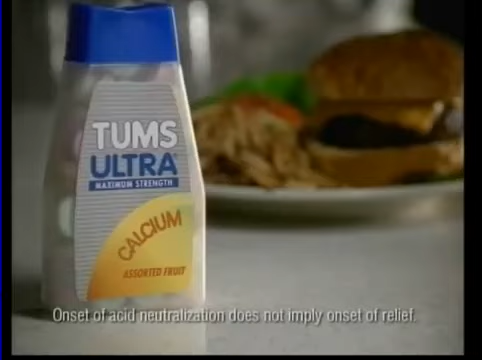 TUMS
ULTRA
MAXIMUM STRENGTH
CALCIUM
ASSORTED FRUIT
Onset of acid neutralization does not imply onset of relief.